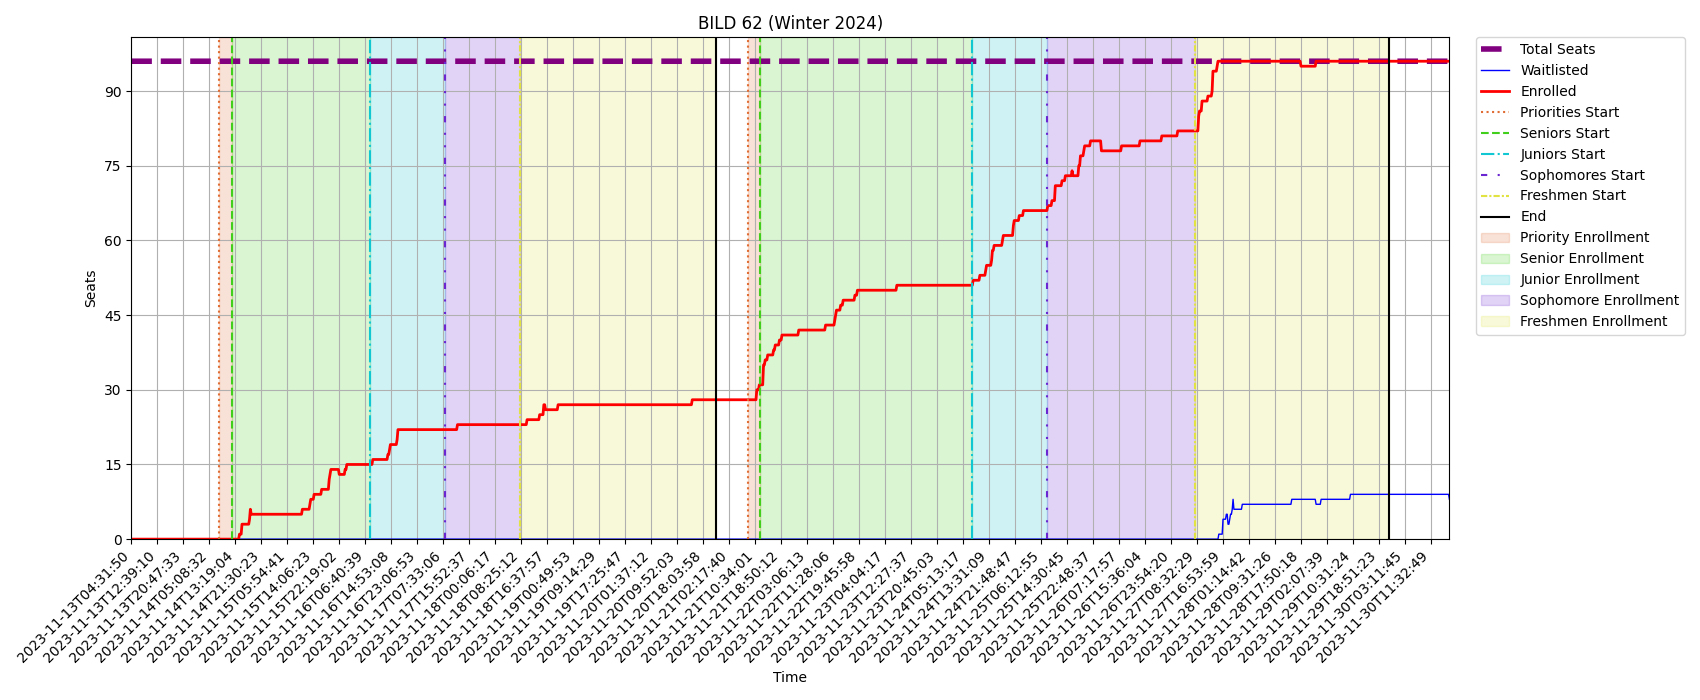 BILD 62 (Winter 2024)
Total Seats
Waitlisted
Enrolled
Priorities Start
Seniors Start
Juniors Start
Sophomores Start
Freshmen Start
End
Priority Enrollment
Senior Enrollment
Junior Enrollment
Sophomore Enrollment
Freshmen Enrollment
Seats
90
75
60
45
30
15
0
2023-11-13T04:31:50
2023-11-13T12:39:10
2023-11-13T20:47:33
2023-11-14T05:08:32
2023-11-14T13:19:04
2023-11-14T21:30:23
2023-11-15T05:54:41
2023-11-15T14:06:23
2023-11-15T22:19:02
2023-11-16T06:40:39
2023-11-16T14:53:08
2023-11-16T23:06:53
2023-11-17T07:33:06
2023-11-17T15:52:37
2023-11-18T00:06:17
2023-11-18T08:25:12
2023-11-18T16:37:57
2023-11-19T00:49:53
2023-11-19T09:14:29
2023-11-19T17:25:47
2023-11-20T01:37:12
2023-11-20T09:52:03
2023-11-20T18:03:58
2023-11-21T02:17:40
2023-11-21T10:34:01
2023-11-21T18:50:12
2023-11-22T03:06:13
2023-11-22T11:28:06
2023-11-22T19:45:58
2023-11-23T04:04:17
2023-11-23T12:27:37
2023-11-23T20:45:03
2023-11-24T05:13:17
2023-11-24T13:31:09
2023-11-24T21:48:47
2023-11-25T06:12:55
2023-11-25T14:30:45
2023-11-25T22:48:37
2023-11-26T07:17:57
2023-11-26T15:36:04
2023-11-26T23:54:20
2023-11-27T08:32:29
2023-11-27T16:53:59
2023-11-28T01:14:42
2023-11-28T09:31:26
2023-11-28T17:50:18
2023-11-29T02:07:39
2023-11-29T10:31:24
2023-11-29T18:51:23
2023-11-30T03:11:45
2023-11-30T11:32:49
Time